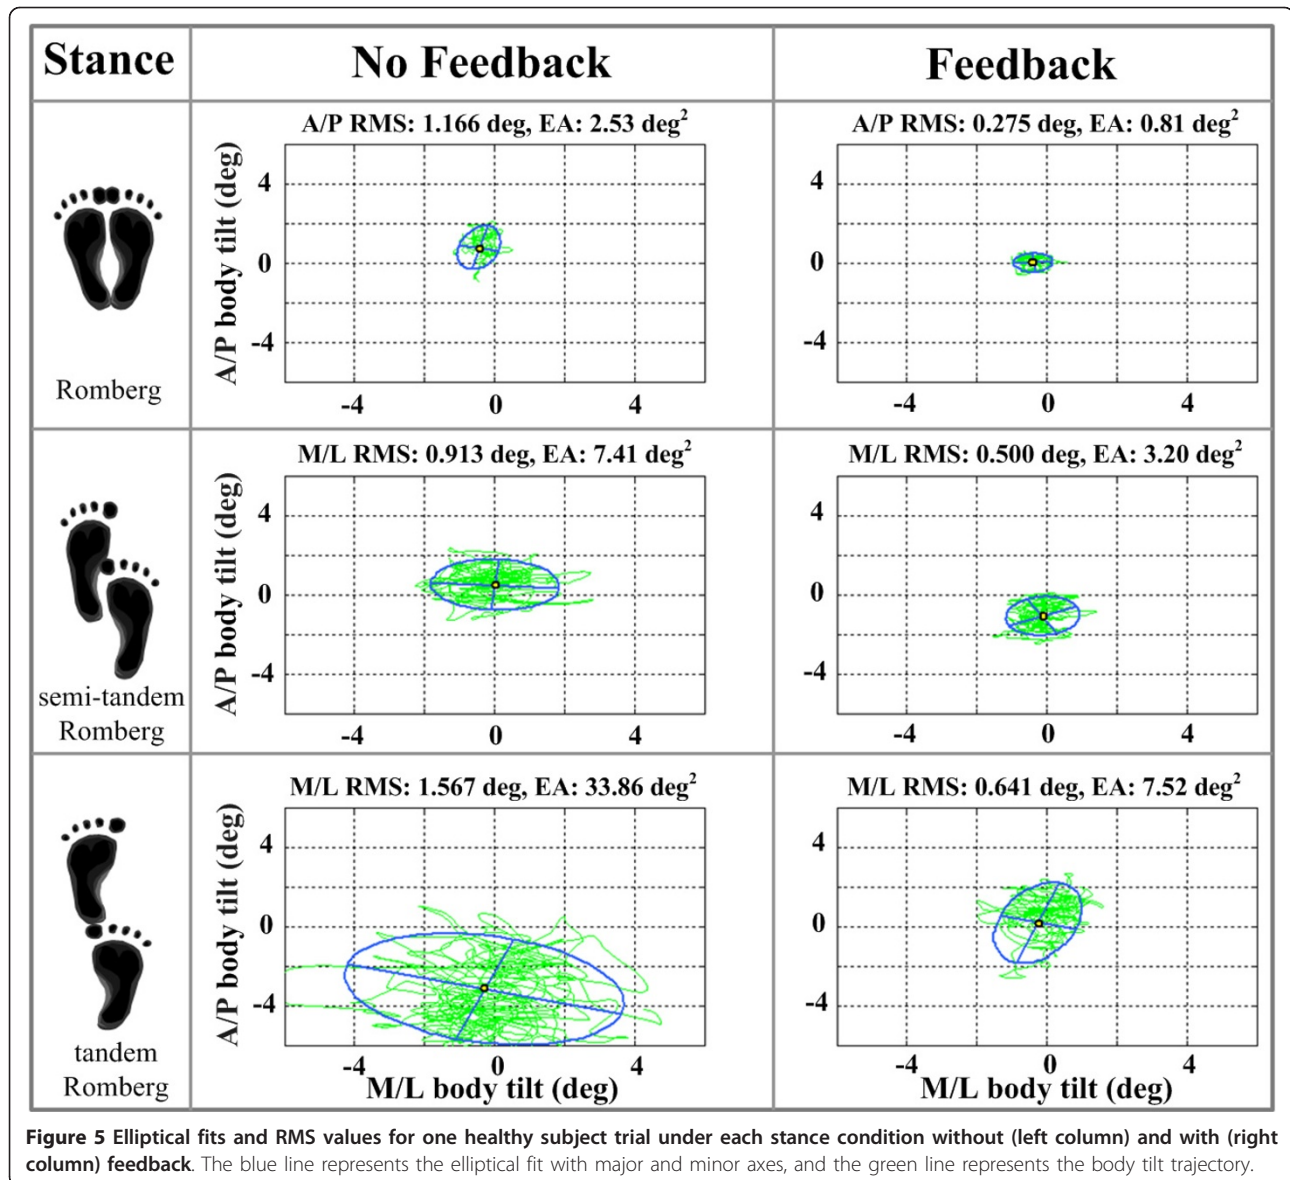 Stance
No Feedback
Feedback
A/P RMS: 1.166 deg, EA: 2.53 deg²
A/P body tilt (deg)
4
0
-4
-4 0 4
A/P RMS: 0.275 deg, EA: 0.81 deg²
4
0
-4
-4 0 4
Romberg
M/L RMS: 0.913 deg, EA: 7.41 deg²
A/P body tilt (deg)
4
0
-4
-4 0 4
M/L RMS: 0.500 deg, EA: 3.20 deg²
4
0
-4
-4 0 4
semi-tandem
Romberg
M/L RMS: 1.567 deg, EA: 33.86 deg²
A/P body tilt (deg)
4
0
-4
-4 0 4
M/L body tilt (deg)
M/L RMS: 0.641 deg, EA: 7.52 deg²
4
0
-4
-4 0 4
M/L body tilt (deg)
tandem
Romberg
Figure 5 Elliptical fits and RMS values for one healthy subject trial under each stance condition without (left column) and with (right
column) feedback. The blue line represents the elliptical fit with major and minor axes, and the green line represents the body tilt trajectory.